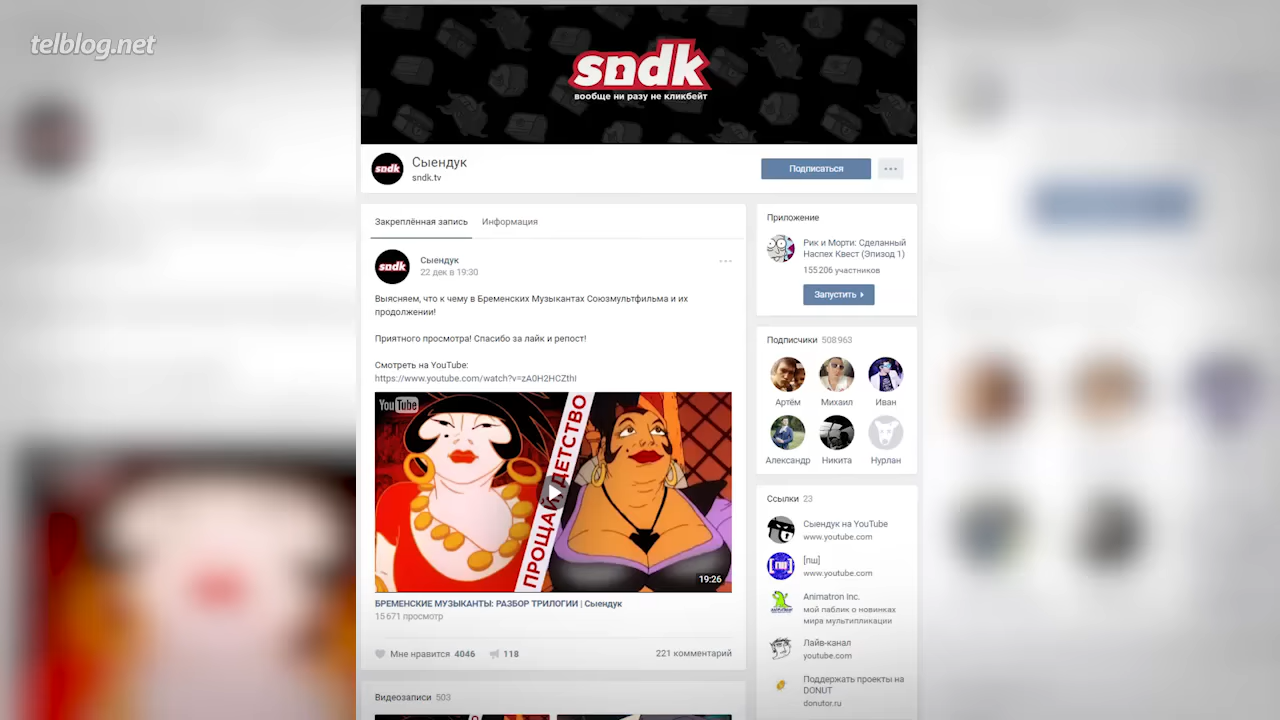 telblog.net
sndk
вообще ни разу не кликбейт
sndk
Сыендук
sndk.tv
Подписаться
Закреплённая запись
Информация
sndk
Сыендук
22 дек в 19:30
Выясняем, что к чему в Бременских Музыкантах Союзмультфильма и их
продолжении!
Приятного просмотра! Спасибо за лайк и репост!
Смотреть на YouTube:
https://www.youtube.com/watch?v=zA0H2HCZthI
YouTube
ПРОЩАЙ ДЕТСТВО
19:26
БРЕМЕНСКИЕ МУЗЫКАНТЫ: РАЗБОР ТРИЛОГИИ | Сыендук
15 671 просмотр
Мне нравится 4046
118
221 комментарий
Видеозаписи 503
Приложение
Рик и Морти: Сделанный
Наспех Квест (Эпизод 1)
155 206 участников
Запустить
Подписчики 508 963
Артём
Михаил
Иван
Александр
Никита
Нурлан
Ссылки 23
Сыендук на YouTube
www.youtube.com
[пш]
www.youtube.com
Animatron Inc.
мой паблик о новинках
мира мультипликации
Лайв-канал
youtube.com
Поддержать проекты на
DONUT
donutor.ru